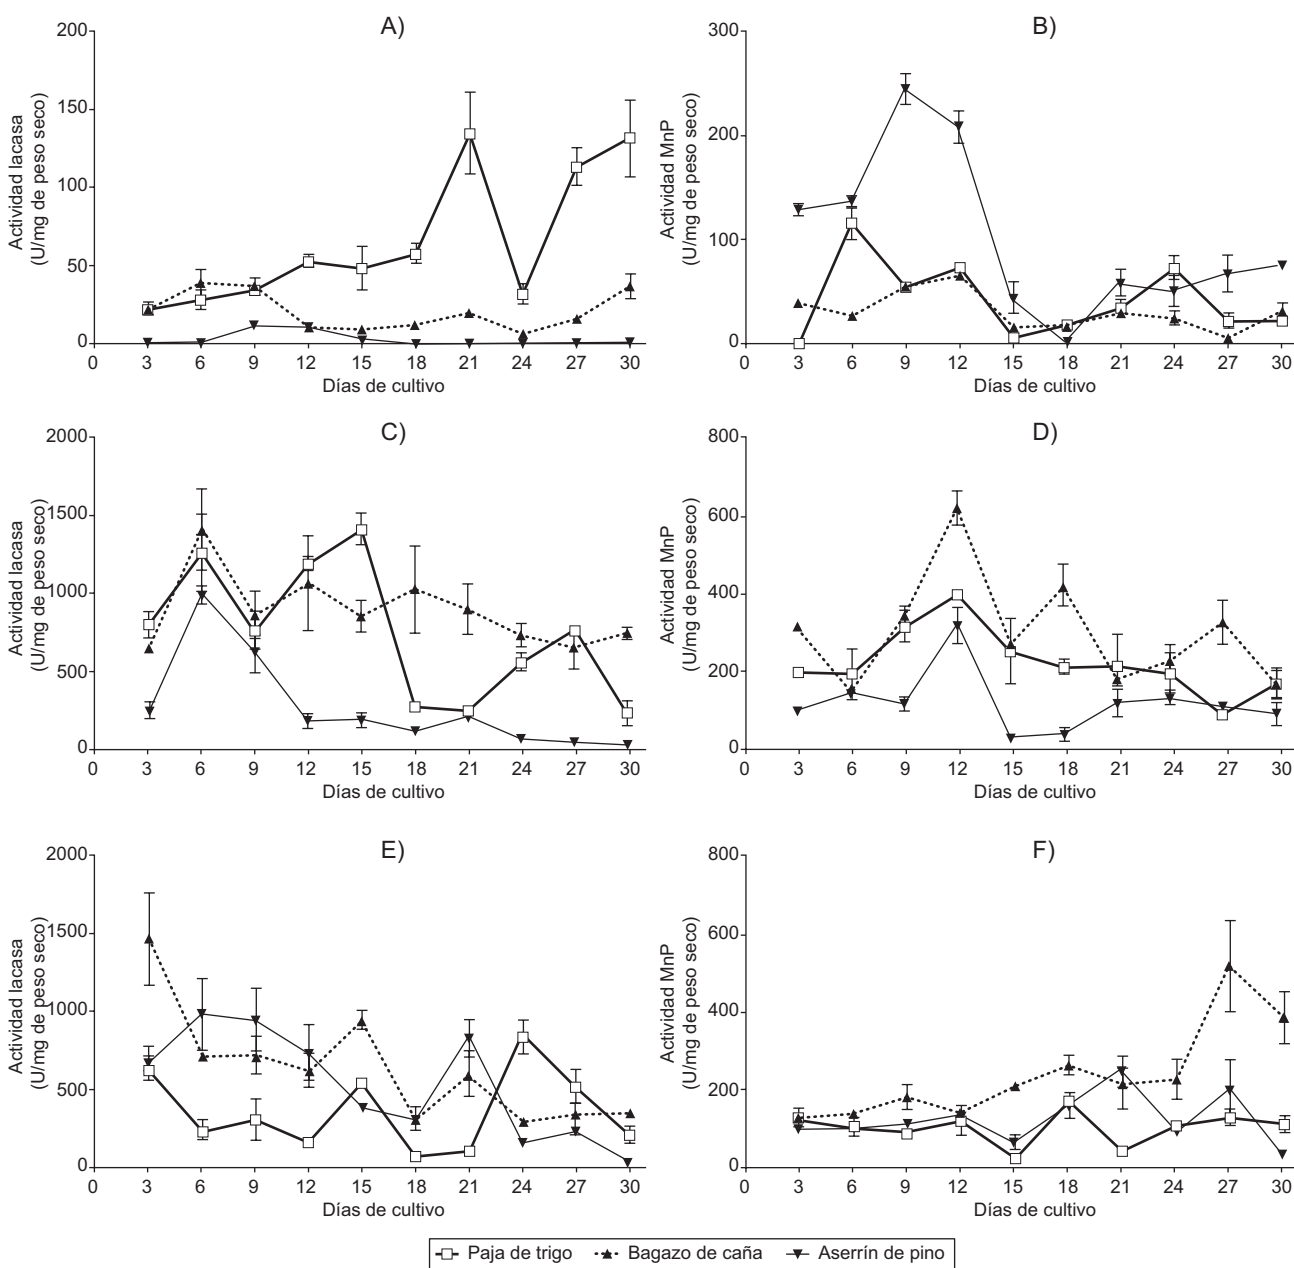 A)
200
150
100
50
0
Actividad lacasa
(U/mg de peso seco)
0 3 6 9 12 15 18 21 24 27 30
Días de cultivo
B)
300
200
100
0
Actividad MnP
(U/mg de peso seco)
0 3 6 9 12 15 18 21 24 27 30
Días de cultivo
C)
2000
1500
1000
500
0
Actividad lacasa
(U/mg de peso seco)
0 3 6 9 12 15 18 21 24 27 30
Días de cultivo
D)
800
600
400
200
0
Actividad MnP
(U/mg de peso seco)
0 3 6 9 12 15 18 21 24 27 30
Días de cultivo
E)
2000
1500
1000
500
0
Actividad lacasa
(U/mg de peso seco)
0 3 6 9 12 15 18 21 24 27 30
Días de cultivo
F)
800
600
400
200
0
Actividad MnP
(U/mg de peso seco)
0 3 6 9 12 15 18 21 24 27 30
Días de cultivo
Paja de trigo Bagazo de caña Aserrín de pino